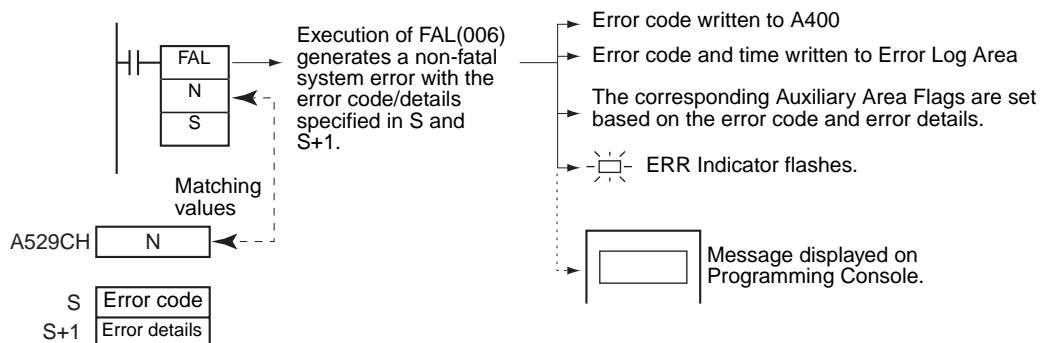 FAL
N
S
Execution of FAL(006)
generates a non-fatal
system error with the
error code/details
specified in S and
S+1.
Error code written to A400
Error code and time written to Error Log Area
The corresponding Auxiliary Area Flags are set
based on the error code and error details.
ERR Indicator flashes.
Matching
values
A529CH N
Message displayed on
Programming Console.
S Error code
S+1 Error details